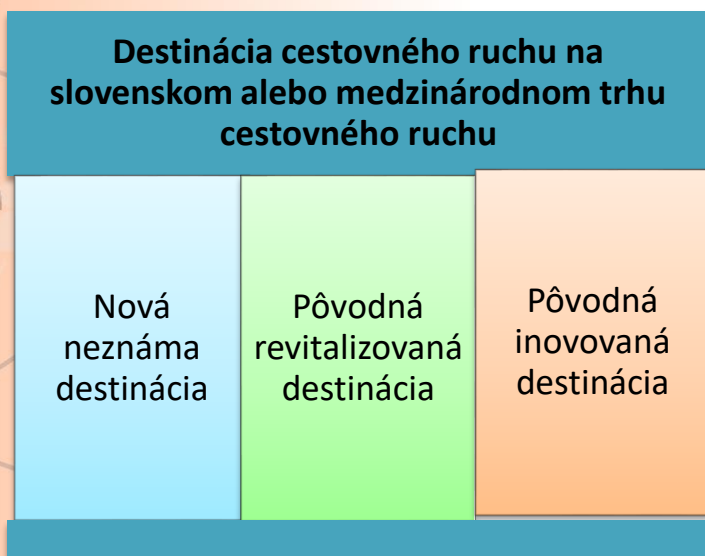 Destinácia cestovného ruchu na
slovenskom alebo medzinárodnom trhu
cestovného ruchu
Nová
neznáma
destinácia
Pôvodná
revitalizovaná
destinácia
Pôvodná
inovovaná
destinácia